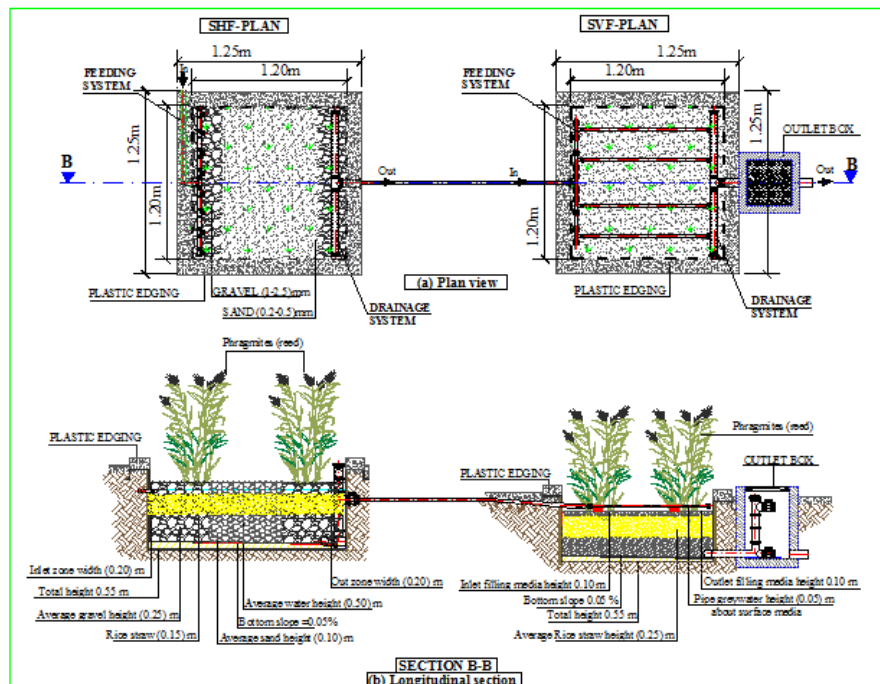 SHF-PLAN
1.25m
1.20m
FEEDING
SYSTEM
In
1.25m
1.20m
B
Out
PLASTIC EDGING
GRAVEL (1-2.5)mm
SAND (0.2-0.5)mm
DRAINAGE
SYSTEM
(a) Plan view
SVF-PLAN
1.25m
1.20m
FEEDING
SYSTEM
In
1.20m
1.25m
OUTLET BOX
B
Out
PLASTIC EDGING
DRAINAGE
SYSTEM
Phragmites (reed)
PLASTIC EDGING
Inlet zone width (0.20) m
Total height 0.55 m
Average gravel height (0.25) m
Rice straw (0.15) m
Out zone width (0.20) m
Average water height (0.50) m
Bottom slope =0.05%
Average sand height (0.10) m
Phragmites (reed)
PLASTIC EDGING
OUTLET BOX
Inlet filling media height 0.10 m
Bottom slope 0.05 %
Total height 0.55 m
Average Rice straw height (0.25) m
Outlet filling media height 0.10 m
Pipe greywater height (0.05) m
about surface media
SECTION B-B
(b) Longitudinal section